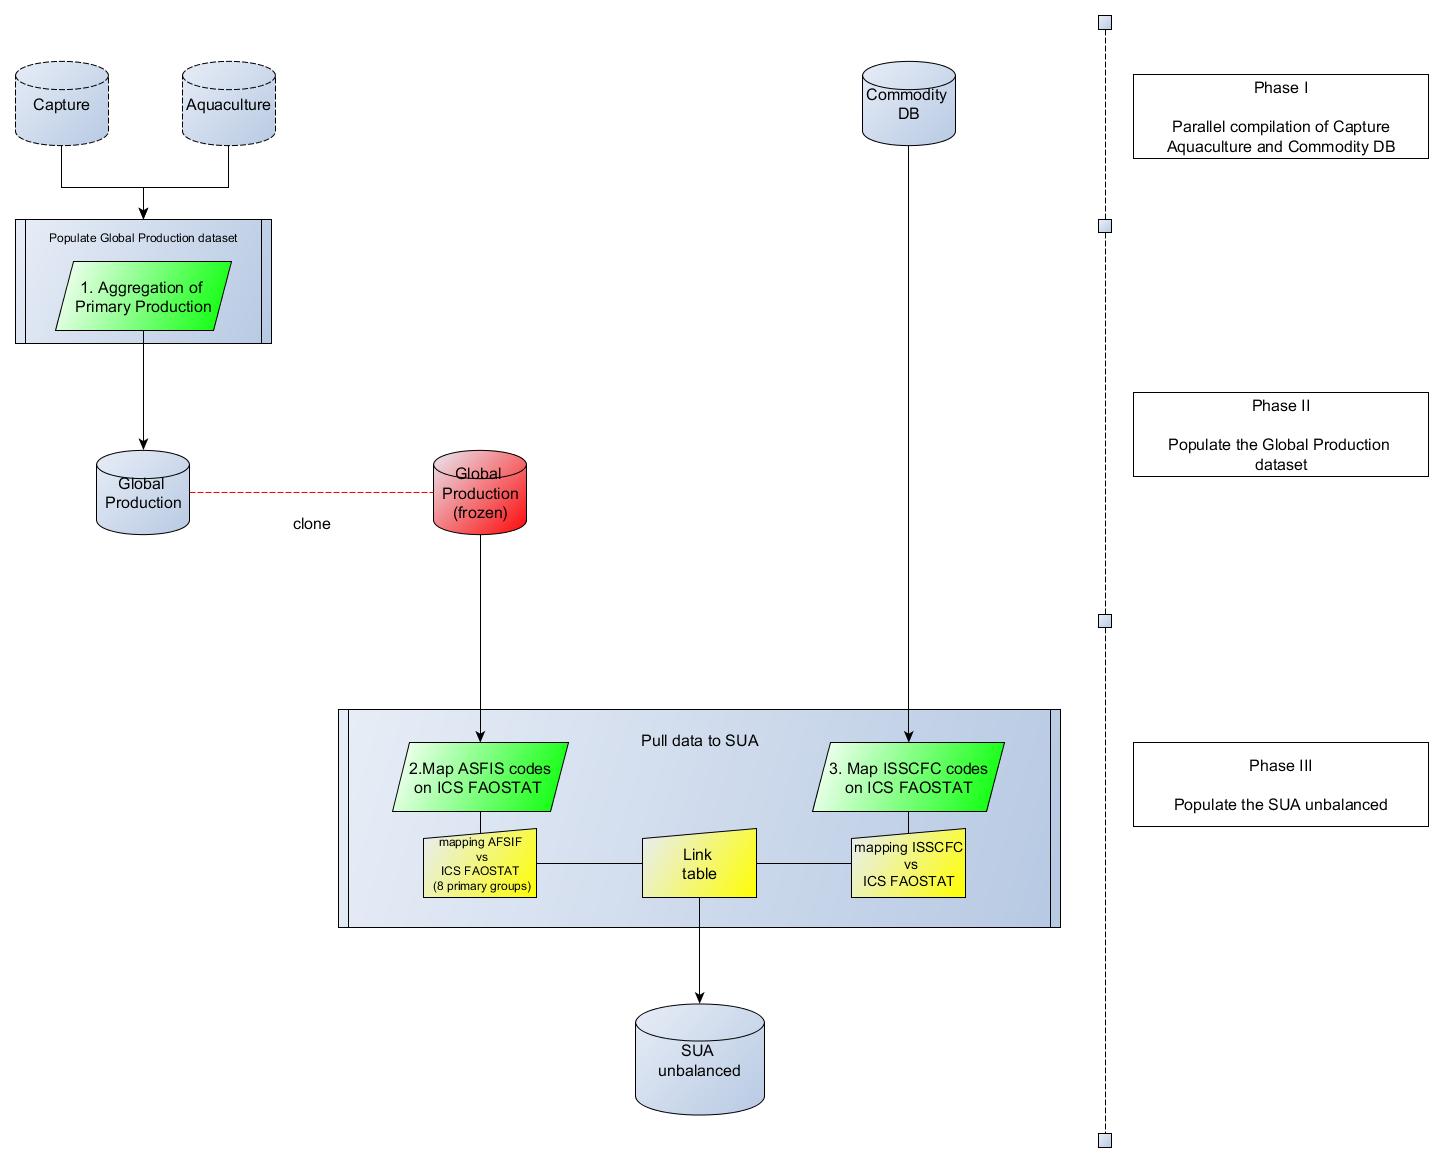 Capture
Aquaculture
Commodity
DB
Phase I
Parallel compilation of Capture
Aquaculture and Commodity DB
Populate Global Production dataset
1. Aggregation of
Primary Production
Phase II
Populate the Global Production
dataset
Global
Production
clone
Global
Production
(frozen)
Pull data to SUA
2.Map ASFIS codes
on ICS FAOSTAT
3. Map ISSCFC codes
on ICS FAOSTAT
Phase III
Populate the SUA unbalanced
mapping AFSIF
vs
ICS FAOSTAT
(8 primary groups)
Link
table
mapping ISSCFC
vs
ICS FAOSTAT
SUA
unbalanced